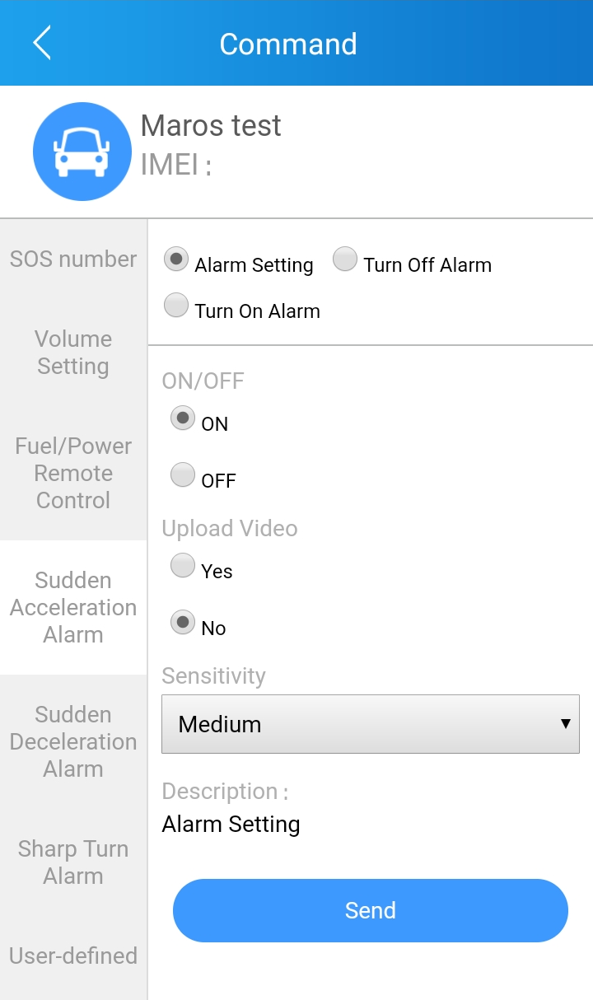 Command
Maros test
IMEI :
SOS number
Volume
Setting
Fuel/Power
Remote
Control
Sudden
Acceleration
Alarm
Sudden
Deceleration
Alarm
Sharp Turn
Alarm
User-defined
Alarm Setting Turn Off Alarm
Turn On Alarm
ON/OFF
ON
OFF
Upload Video
Yes
No
Sensitivity
Medium
Description :
Alarm Setting
Send